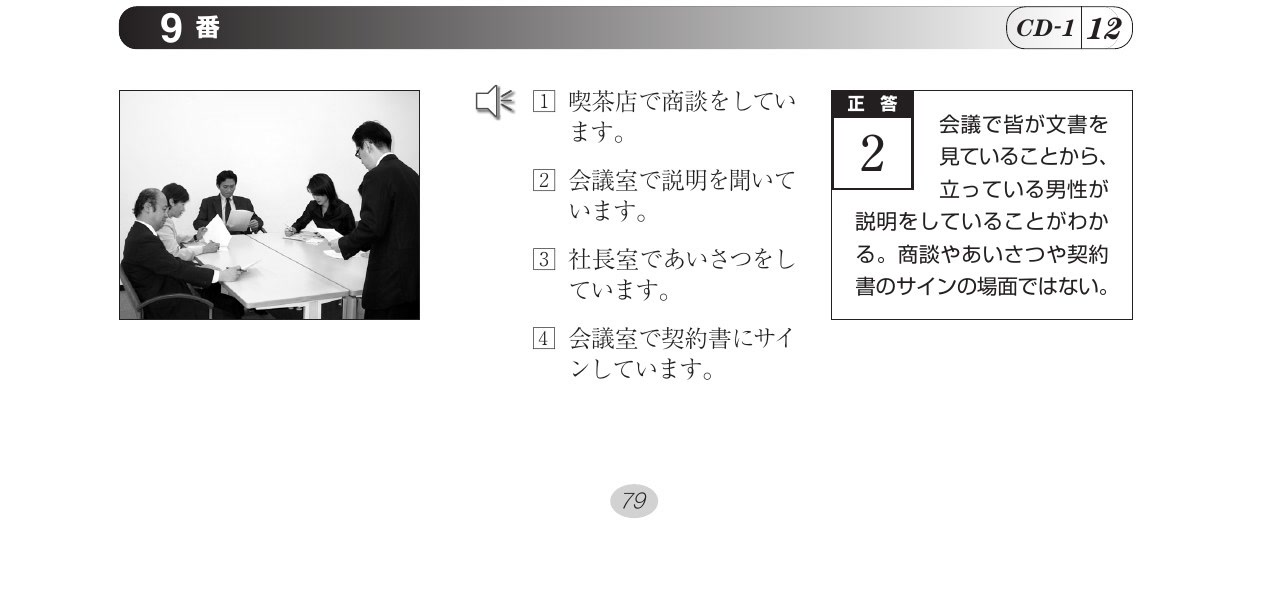 9 番
CD-1 12
1 喫茶店で商談をしてい
ます。
2 会議室で説明を聞いて
います。
3 社長室であいさつをし
ています。
4 会議室で契約書にサイ
ンしています。
正 答
2
会議で皆が文書を
見ていることから、
立っている男性が
説明をしていることがわか
る。商談やあいさつや契約
書のサインの場面ではない。
79